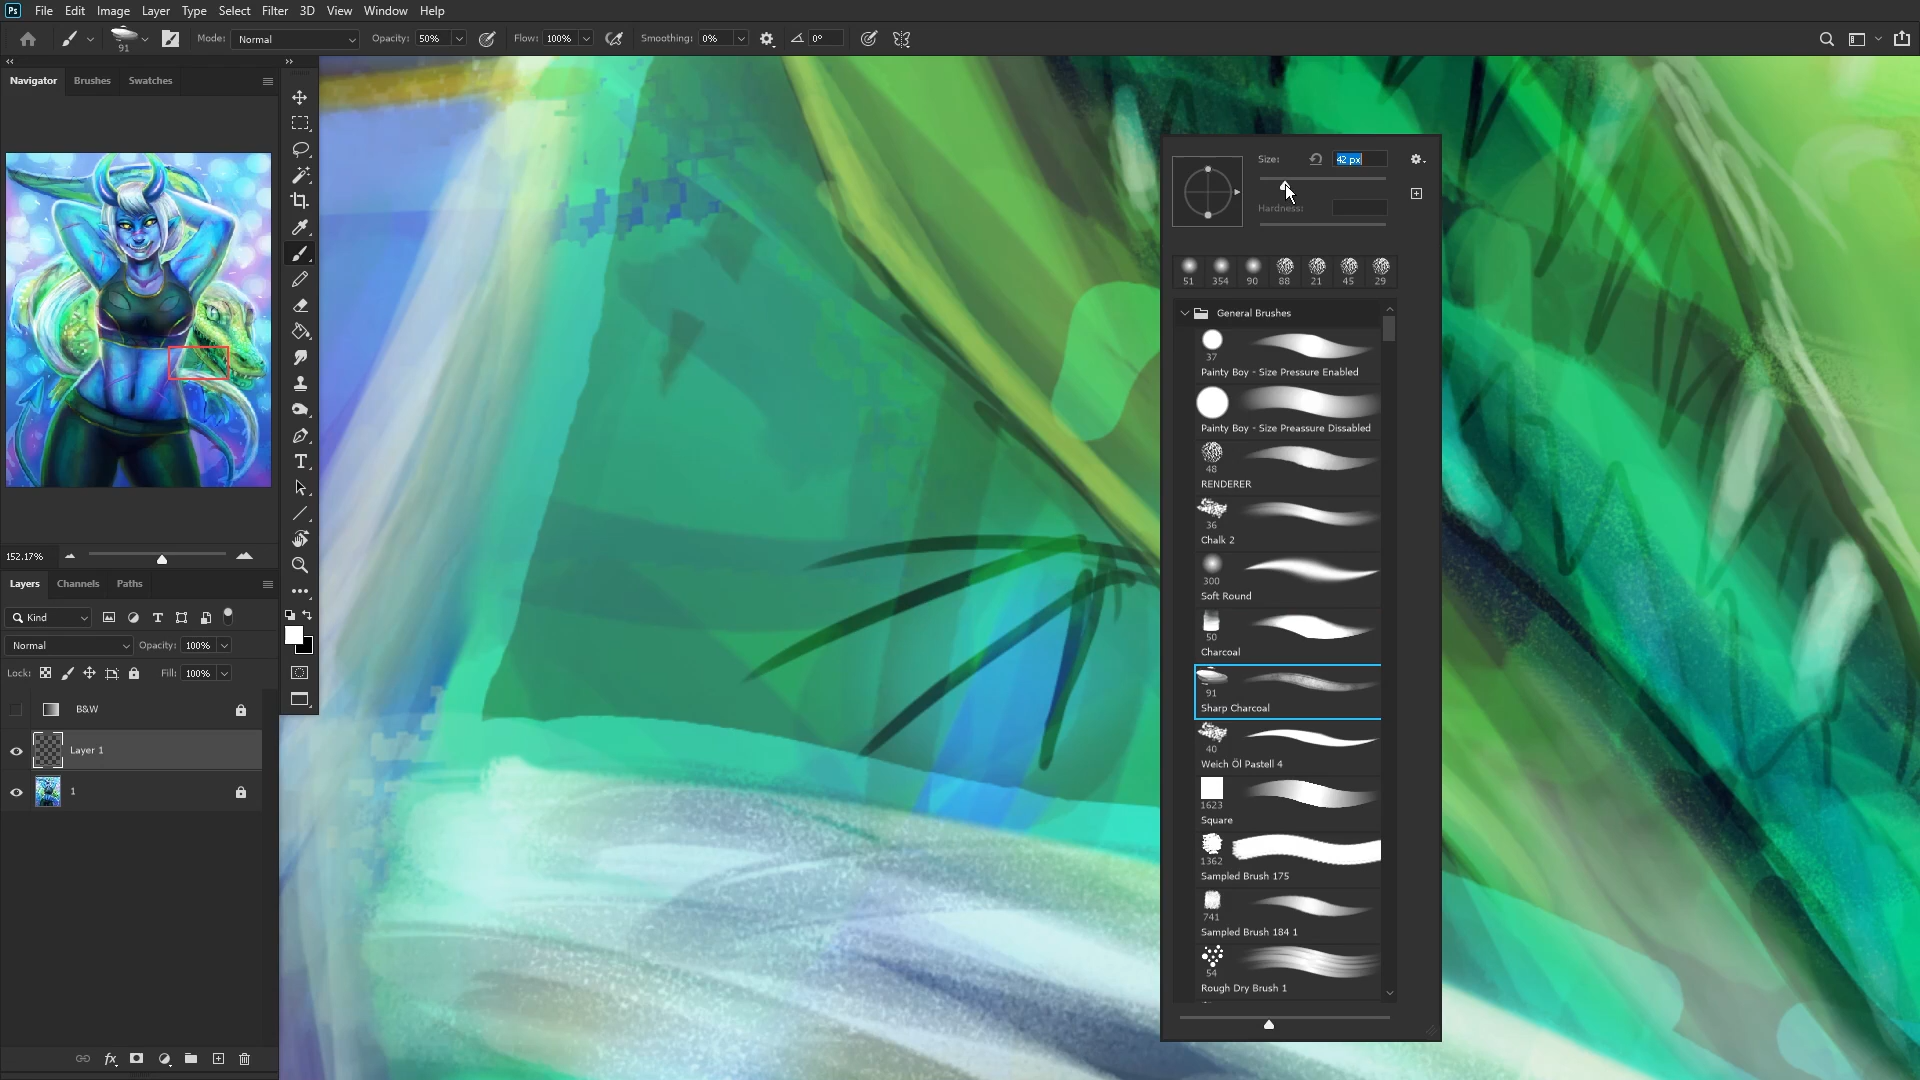 Ps File Edit Image Layer Type Select Filter 3D View Window Help
91 Mode: Normal Opacity: 50% Flow: 100% Smoothing: 0% 0°
Navigator Brushes Swatches
152.17%
Layers Channels Paths
Kind
Normal Opacity: 100%
Lock: Fill: 100%
B&W
Layer 1
1
fx
T
Size: 42 px
Hardness:
51 354 90 88 21 45 29
General Brushes
37
Painty Boy - Size Pressure Enabled
Painty Boy - Size Preassure Dissabled
48
RENDERER
36
Chalk 2
300
Soft Round
50
Charcoal
91
Sharp Charcoal
40
Weich Öl Pastell 4
1623
Square
1362
Sampled Brush 175
741
Sampled Brush 184 1
54
Rough Dry Brush 1